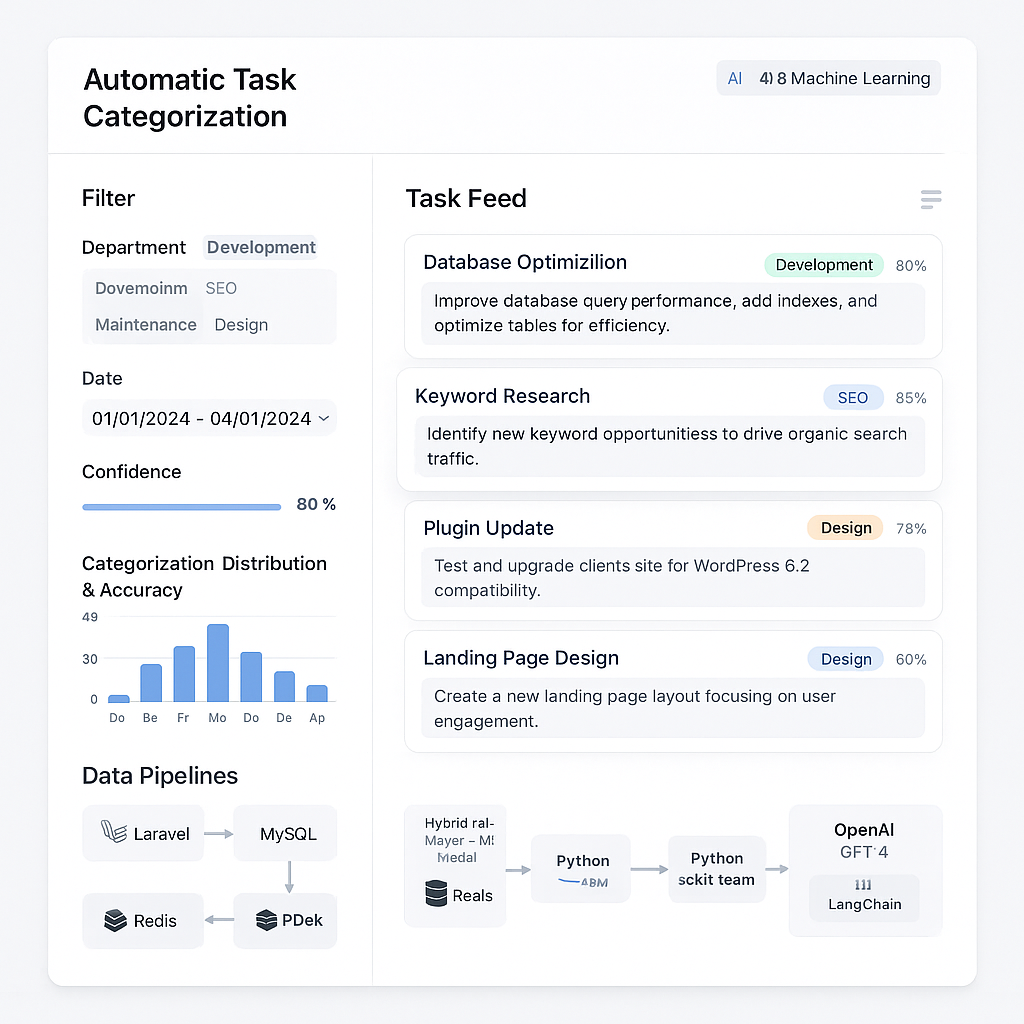 Automatic Task
Categorization
AI 4) 8 Machine Learning
Filter
Department Development
Dovemoinm SEO
Maintenance Design
Date
01/01/2024 - 04/01/2024
Confidence
80 %
Categorization Distribution
& Accuracy
49
30
0
Do Be Fr Mo Do De Ap
Data Pipelines
Laravel
MySQL
Redis
PDek
Task Feed
Database Optimizilion
Development 80%
Improve database query performance, add indexes, and
optimize tables for efficiency.
Keyword Research
SEO 85%
Identify new keyword opportunitiess to drive organic search
traffic.
Plugin Update
Design 78%
Test and upgrade clients site for WordPress 6.2
compatibility.
Landing Page Design
Design 60%
Create a new landing page layout focusing on user
engagement.
Hybrid ral-
Mayer - M!
Medal
Reals
Python
Python
sckit team
OpenAI
GFT 4
LangChain